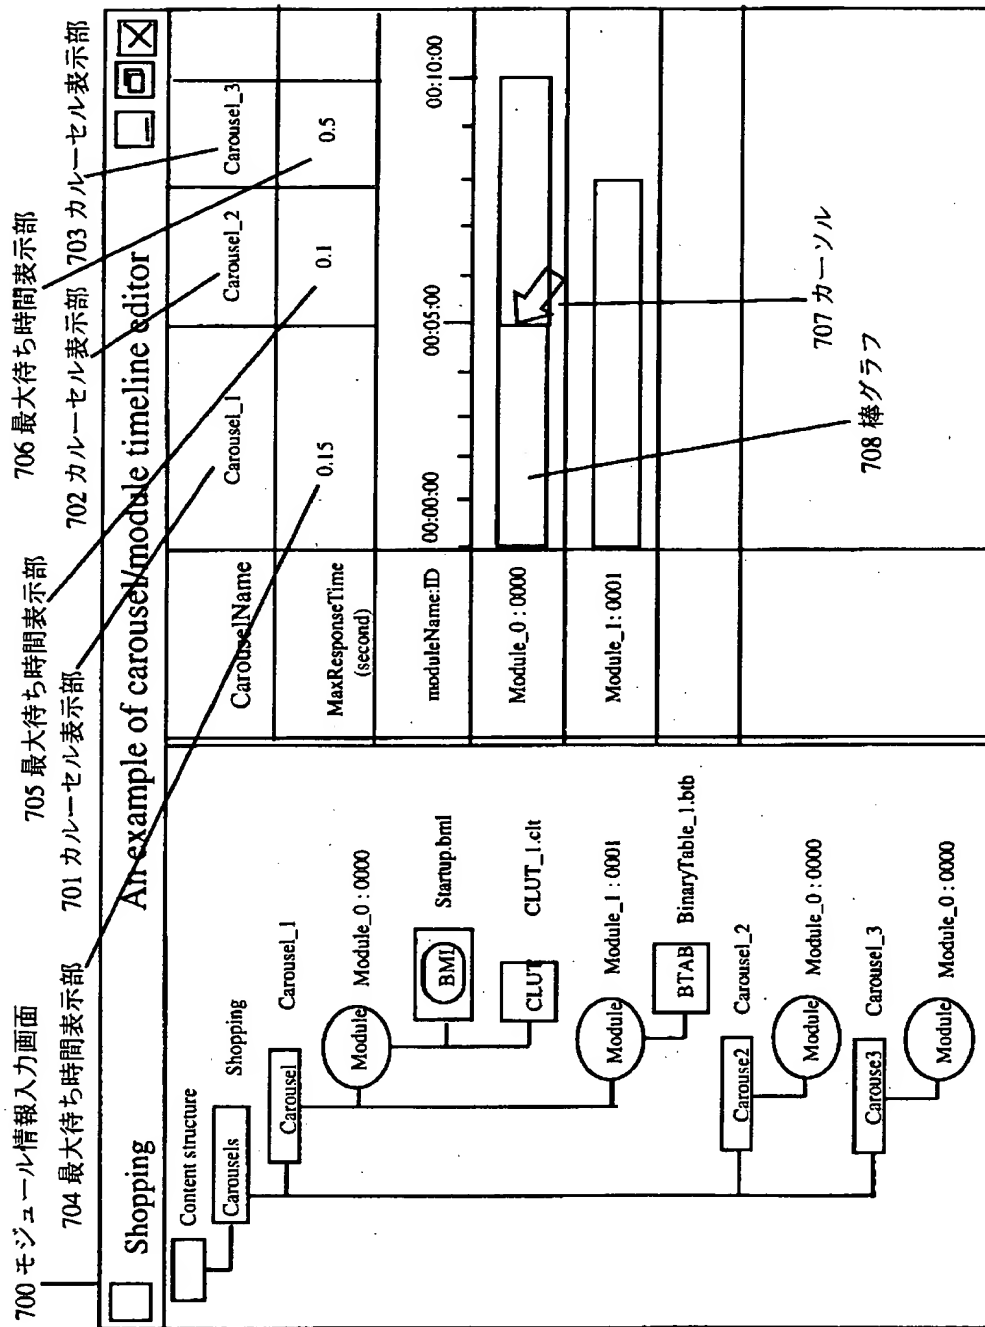 700 モジュール情報入力画面
704 最大待ち時間表示部
701 カルーセル表示部
705 最大待ち時間表示部
702 カルーセル表示部
706 最大待ち時間表示部
703 カルーセル表示部
Shopping
An example of carousel/module timeline editor
Content structure
Carousels
Shopping
Carousel
Carousel_1
Module
Module_0 : 0000
BML
Startup.bml
CLUT
CLUT_1.clt
Module
Module_1 : 0001
BTAB
BinaryTable_1.btb
Carouse2
Carousel_2
Module
Module_0 : 0000
Carouse3
Carousel_3
Module
Module_0 : 0000
CarouselName
Carousel_1
Carousel_2
Carousel_3
MaxResponseTime
(second)
0.15
0.1
0.5
moduleName:ID
00:00:00
00:05:00
00:10:00
Module_0 : 0000
Module_1: 0001
707 カーソル
708 棒グラフ